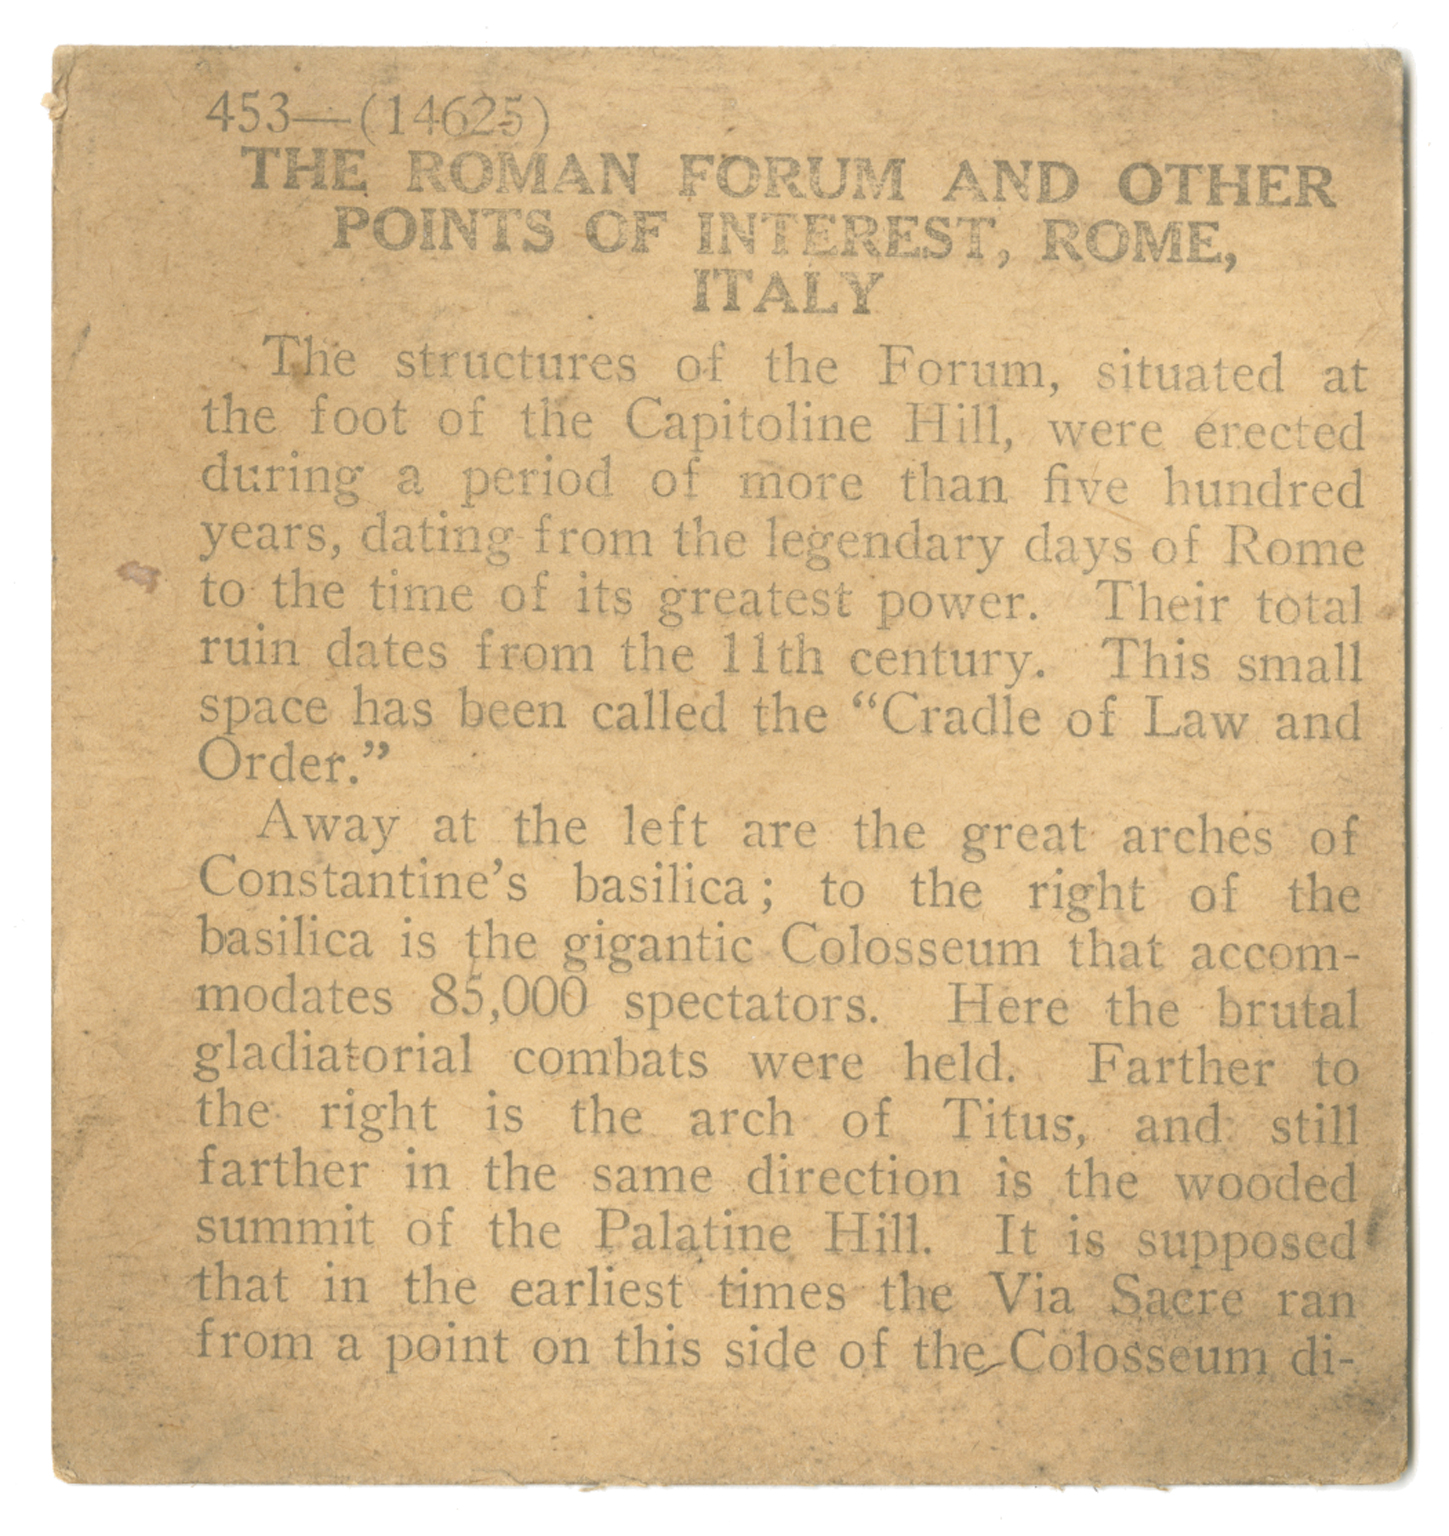 453—(14625)
THE ROMAN FORUM AND OTHER
POINTS OF INTEREST, ROME,
ITALY
The structures of the Forum, situated at
the foot of the Capitoline Hill, were erected
during a period of more than five hundred
years, dating from the legendary days of Rome
to the time of its greatest power. Their total
ruin dates from the 11th century. This small
space has been called the “Cradle of Law and
Order.”
Away at the left are the great arches of
Constantine’s basilica; to the right of the
basilica is the gigantic Colosseum that accom-
modates 85,000 spectators. Here the brutal
gladiatorial combats were held. Farther to
the right is the arch of Titus, and still
farther in the same direction is the wooded
summit of the Palatine Hill. It is supposed
that in the earliest times the Via Sacre ran
from a point on this side of the Colosseum di-